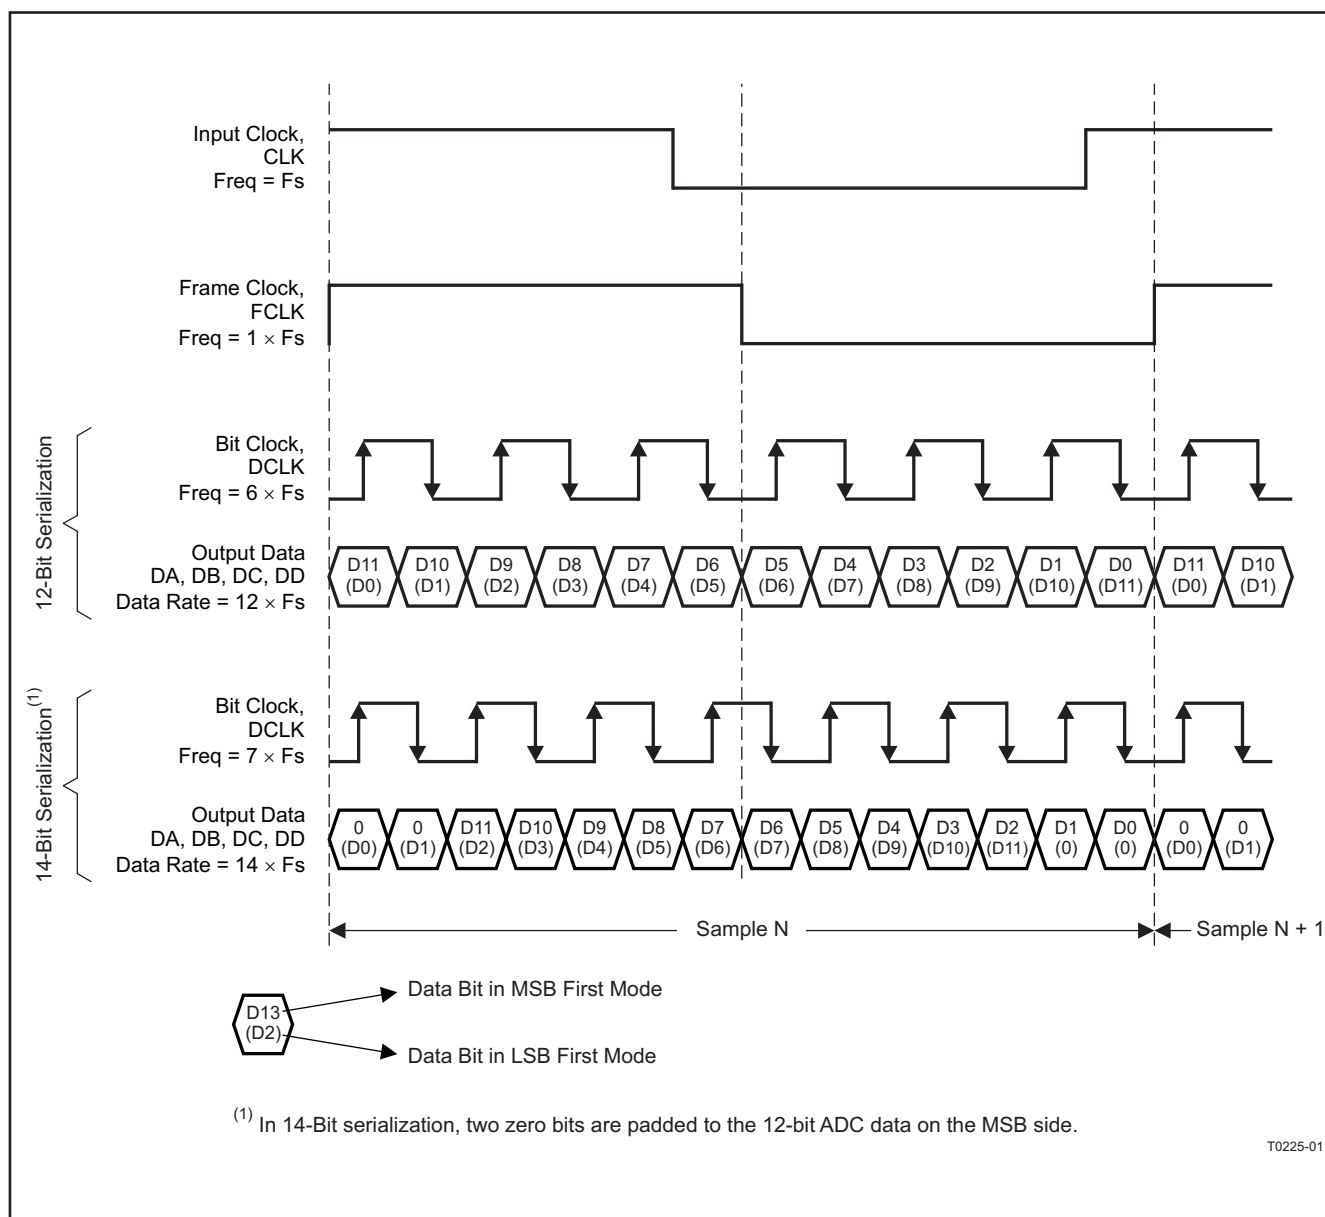 Input Clock,
CLK
Freq = Fs
Frame Clock,
FCLK
Freq = 1 × Fs
12-Bit Serialization
Bit Clock,
DCLK
Freq = 6 × Fs
Output Data
DA, DB, DC, DD
Data Rate = 12 × Fs
D11 D10 D9 D8 D7 D6 D5 D4 D3 D2 D1 D0 D11 D10
(D0) (D1) (D2) (D3) (D4) (D5) (D6) (D7) (D8) (D9) (D10) (D11) (D0) (D1)
14-Bit Serialization(1)
Bit Clock,
DCLK
Freq = 7 × Fs
Output Data
DA, DB, DC, DD
Data Rate = 14 × Fs
0 0 D11 D10 D9 D8 D7 D6 D5 D4 D3 D2 D1 D0 0 0
(D0) (D1) (D2) (D3) (D4) (D5) (D6) (D7) (D8) (D9) (D10) (D11) (0) (0) (D0) (D1)
Sample N
Sample N + 1
D13
(D2)
Data Bit in MSB First Mode
Data Bit in LSB First Mode
(1) In 14-Bit serialization, two zero bits are padded to the 12-bit ADC data on the MSB side.
T0225-01